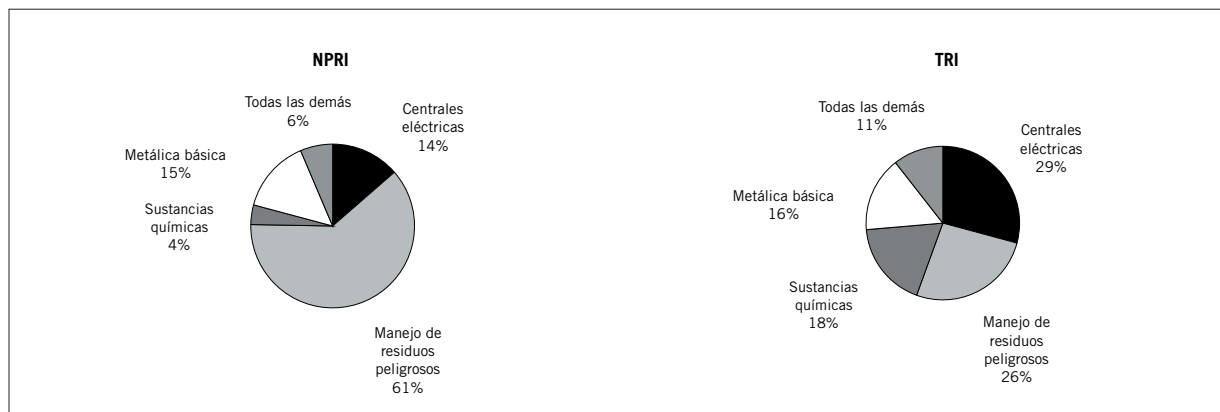 NPRI
Todas las demás
6%
Centrales
eléctricas
14%
Metálica básica
15%
Sustancias
químicas
4%
Manejo de
residuos
peligrosos
61%
TRI
Todas las demás
11%
Centrales
eléctricas
29%
Metálica básica
16%
Sustancias
químicas
18%
Manejo de
residuos
peligrosos
26%